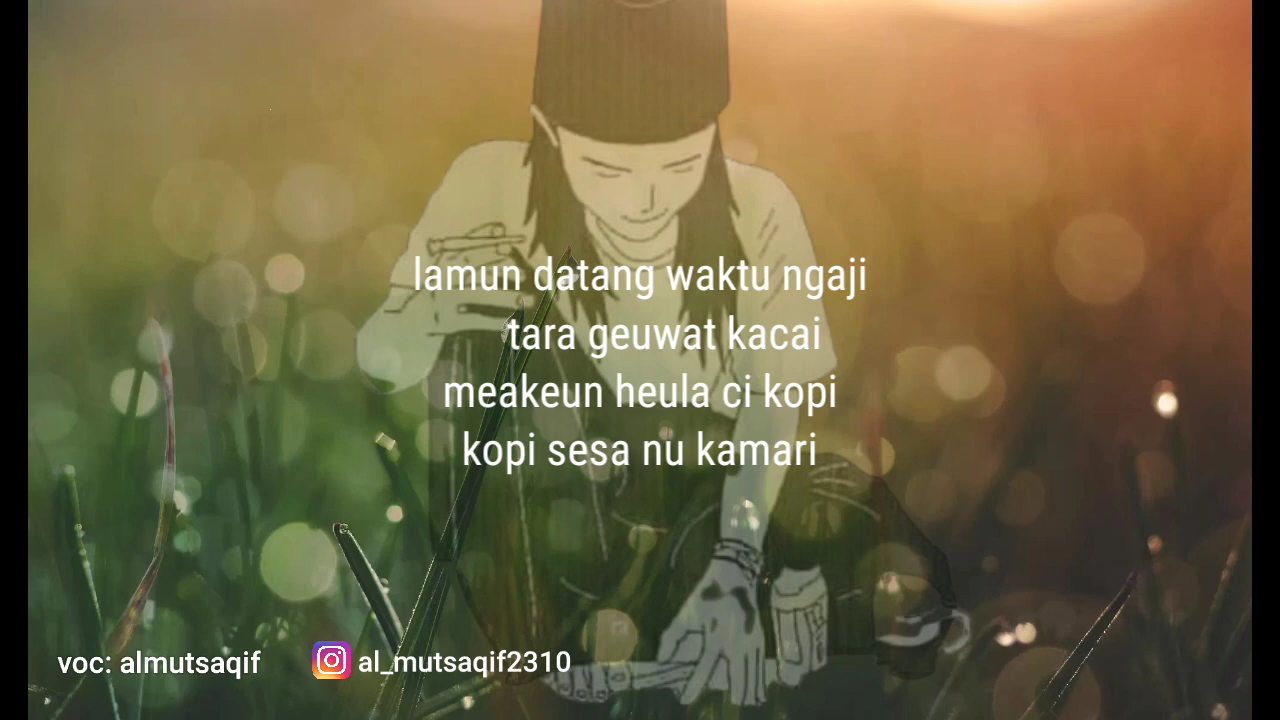 lamun datang waktu ngaji
tara geuwat kacai
meakeun heula ci kopi
kopi sesa nu kamari
voc: almutsaqif al_mutsaqif2310